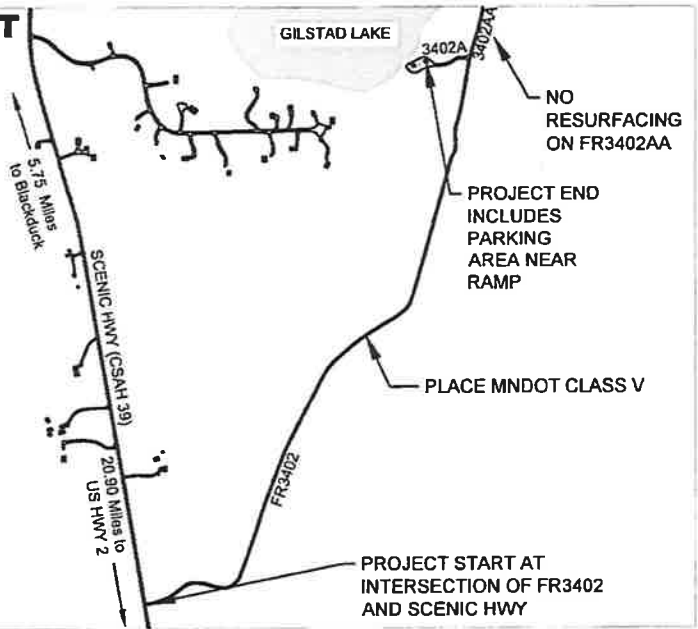 T
GILSTAD LAKE
3402A
3402AA
NO
RESURFACING
ON FR3402AA
5.75 Miles
to Blackduck
PROJECT END
INCLUDES
PARKING
AREA NEAR
RAMP
SCENIC HWY (CSAH 39)
PLACE MNDOT CLASS V
20.90 Miles to
US HWY 2
FR3402
PROJECT START AT
INTERSECTION OF FR3402
AND SCENIC HWY